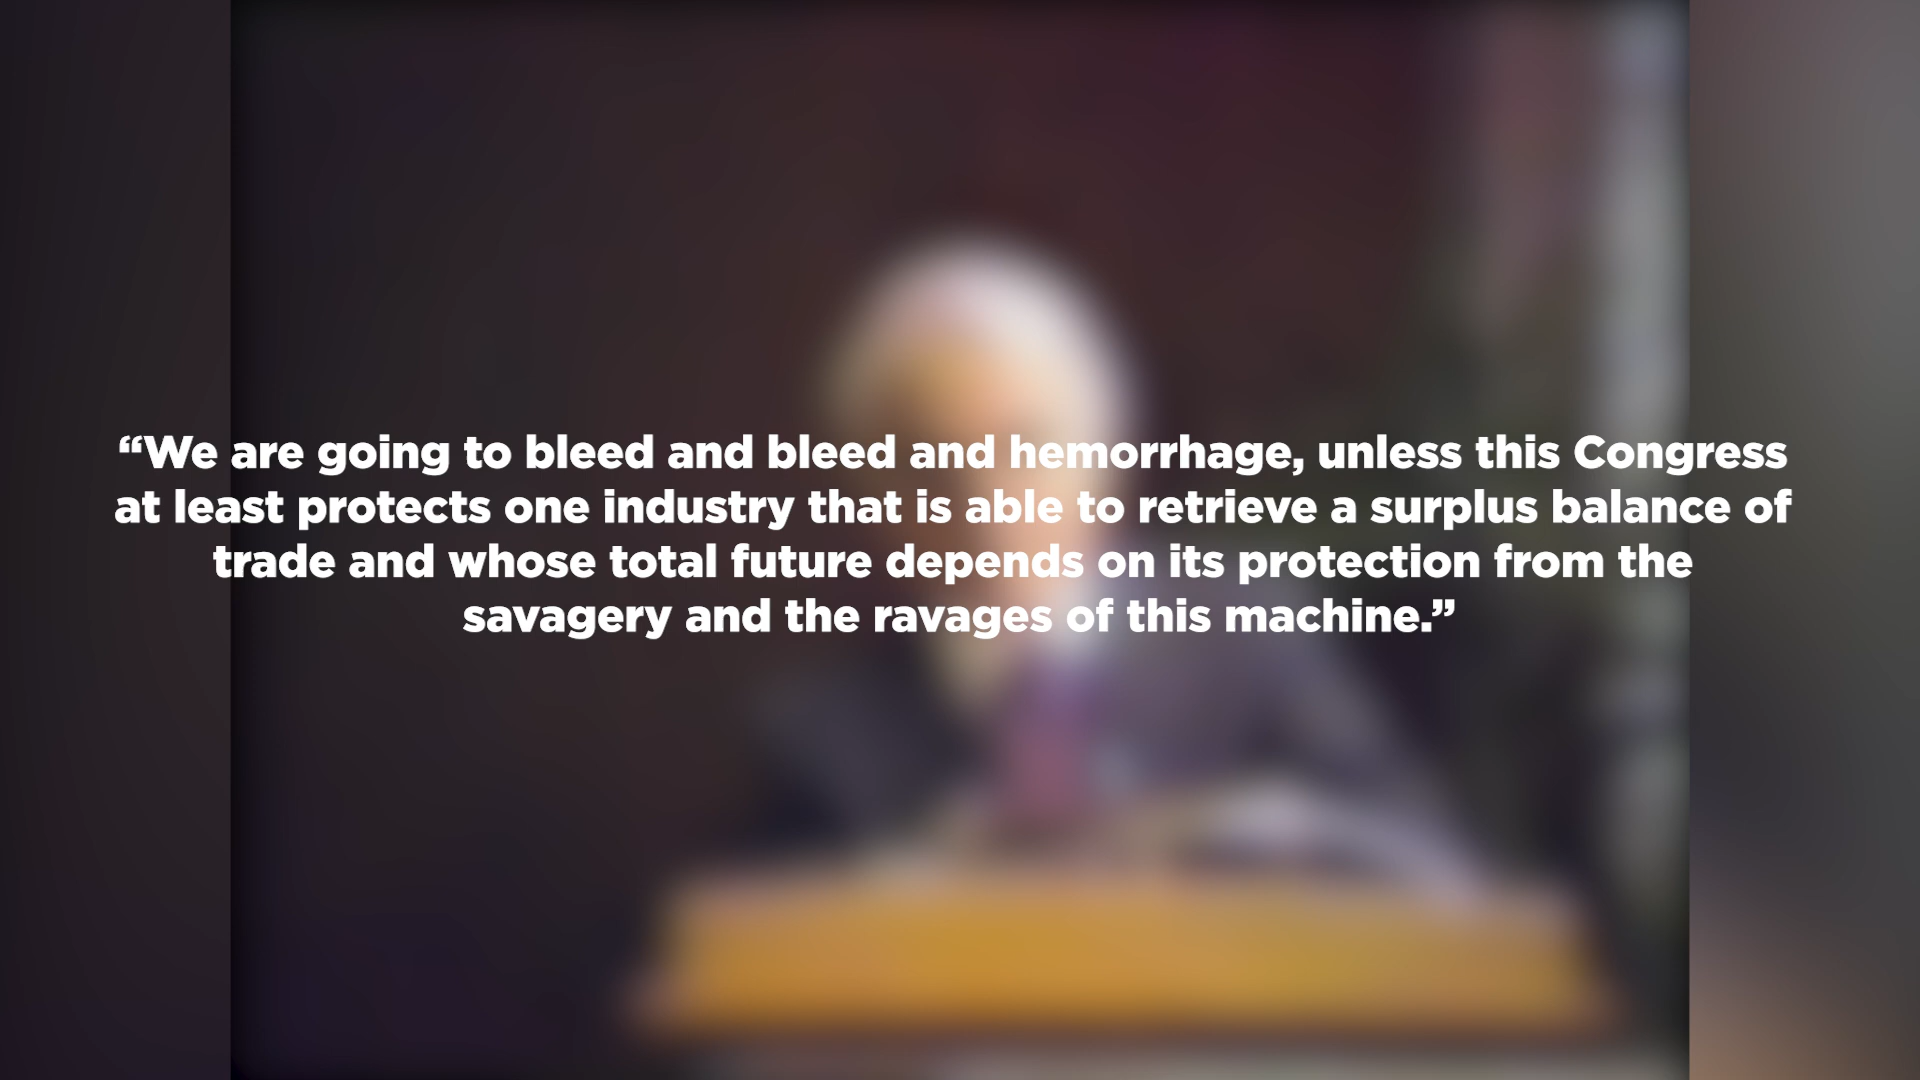 “We are going to bleed and bleed and hemorrhage, unless this Congress
at least protects one industry that is able to retrieve a surplus balance of
trade and whose total future depends on its protection from the
savagery and the ravages of this machine.”